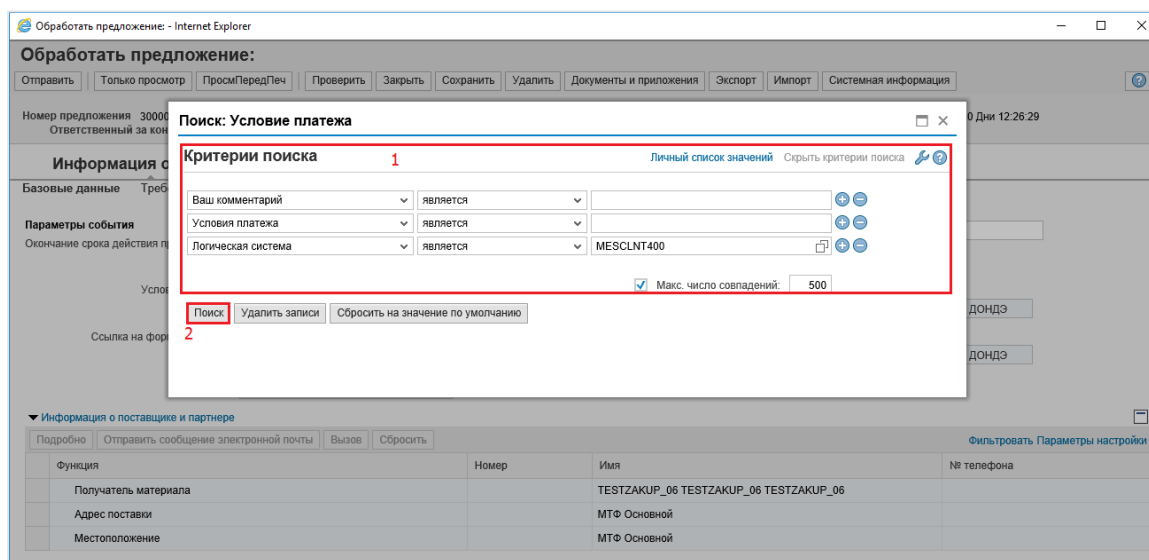 Обработать предложение: - Internet Explorer
Обработать предложение:
Отправить Только просмотр ПросмПередПеч Проверить Закрыть Сохранить Удалить Документы и приложения Экспорт Импорт Системная информация
Номер предложения 30000 0 Дни 12:26:29
Ответственный за кон
Поиск: Условие платежа
Информация о
Критерии поиска 1 Личный список значений Скрыть критерии поиска
Базовые данные Треб
Ваш комментарий является
Параметры события
Условия платежа является
Окончание срока действия п
Логическая система является MESCLNT400
Усло
Макс. число совпадений: 500
Поиск Удалить записи Сбросить на значение по умолчанию
ДОНДЭ
2
Ссылка на фор
ДОНДЭ
Информация о поставщике и партнере
Подробно Отправить сообщение электронной почты Вызов Сбросить Фильтровать Параметры настройки
Функция Номер Имя № телефона
Получатель материала TESTZAKUP_06 TESTZAKUP_06 TESTZAKUP_06
Адрес поставки МТФ Основной
Местоположение МТФ Основной